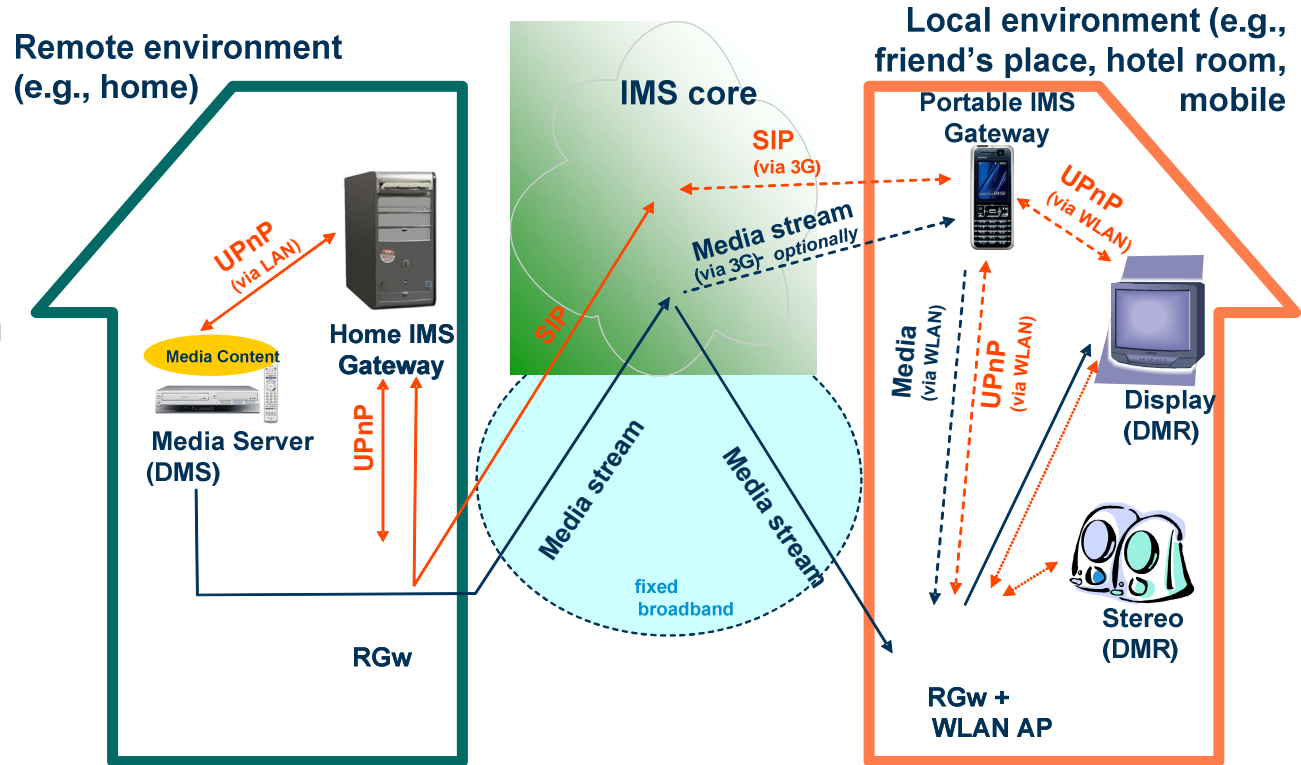 Remote environment
(e.g., home)
UPnP
(via LAN)
Media Content
Media Server
(DMS)
Home IMS
Gateway
UPnP
RGw
IMS core
SIP
(via 3G)
Media stream
(via 3G)- optionally
SIP
Media stream
Media stream
fixed
broadband
Local environment (e.g.,
friend's place, hotel room,
mobile
Portable IMS
Gateway
UPnP
(via WLAN)
Media
(via WLAN)
UPnP
(via WLAN)
Display
(DMR)
Stereo
(DMR)
RGw +
WLAN AP